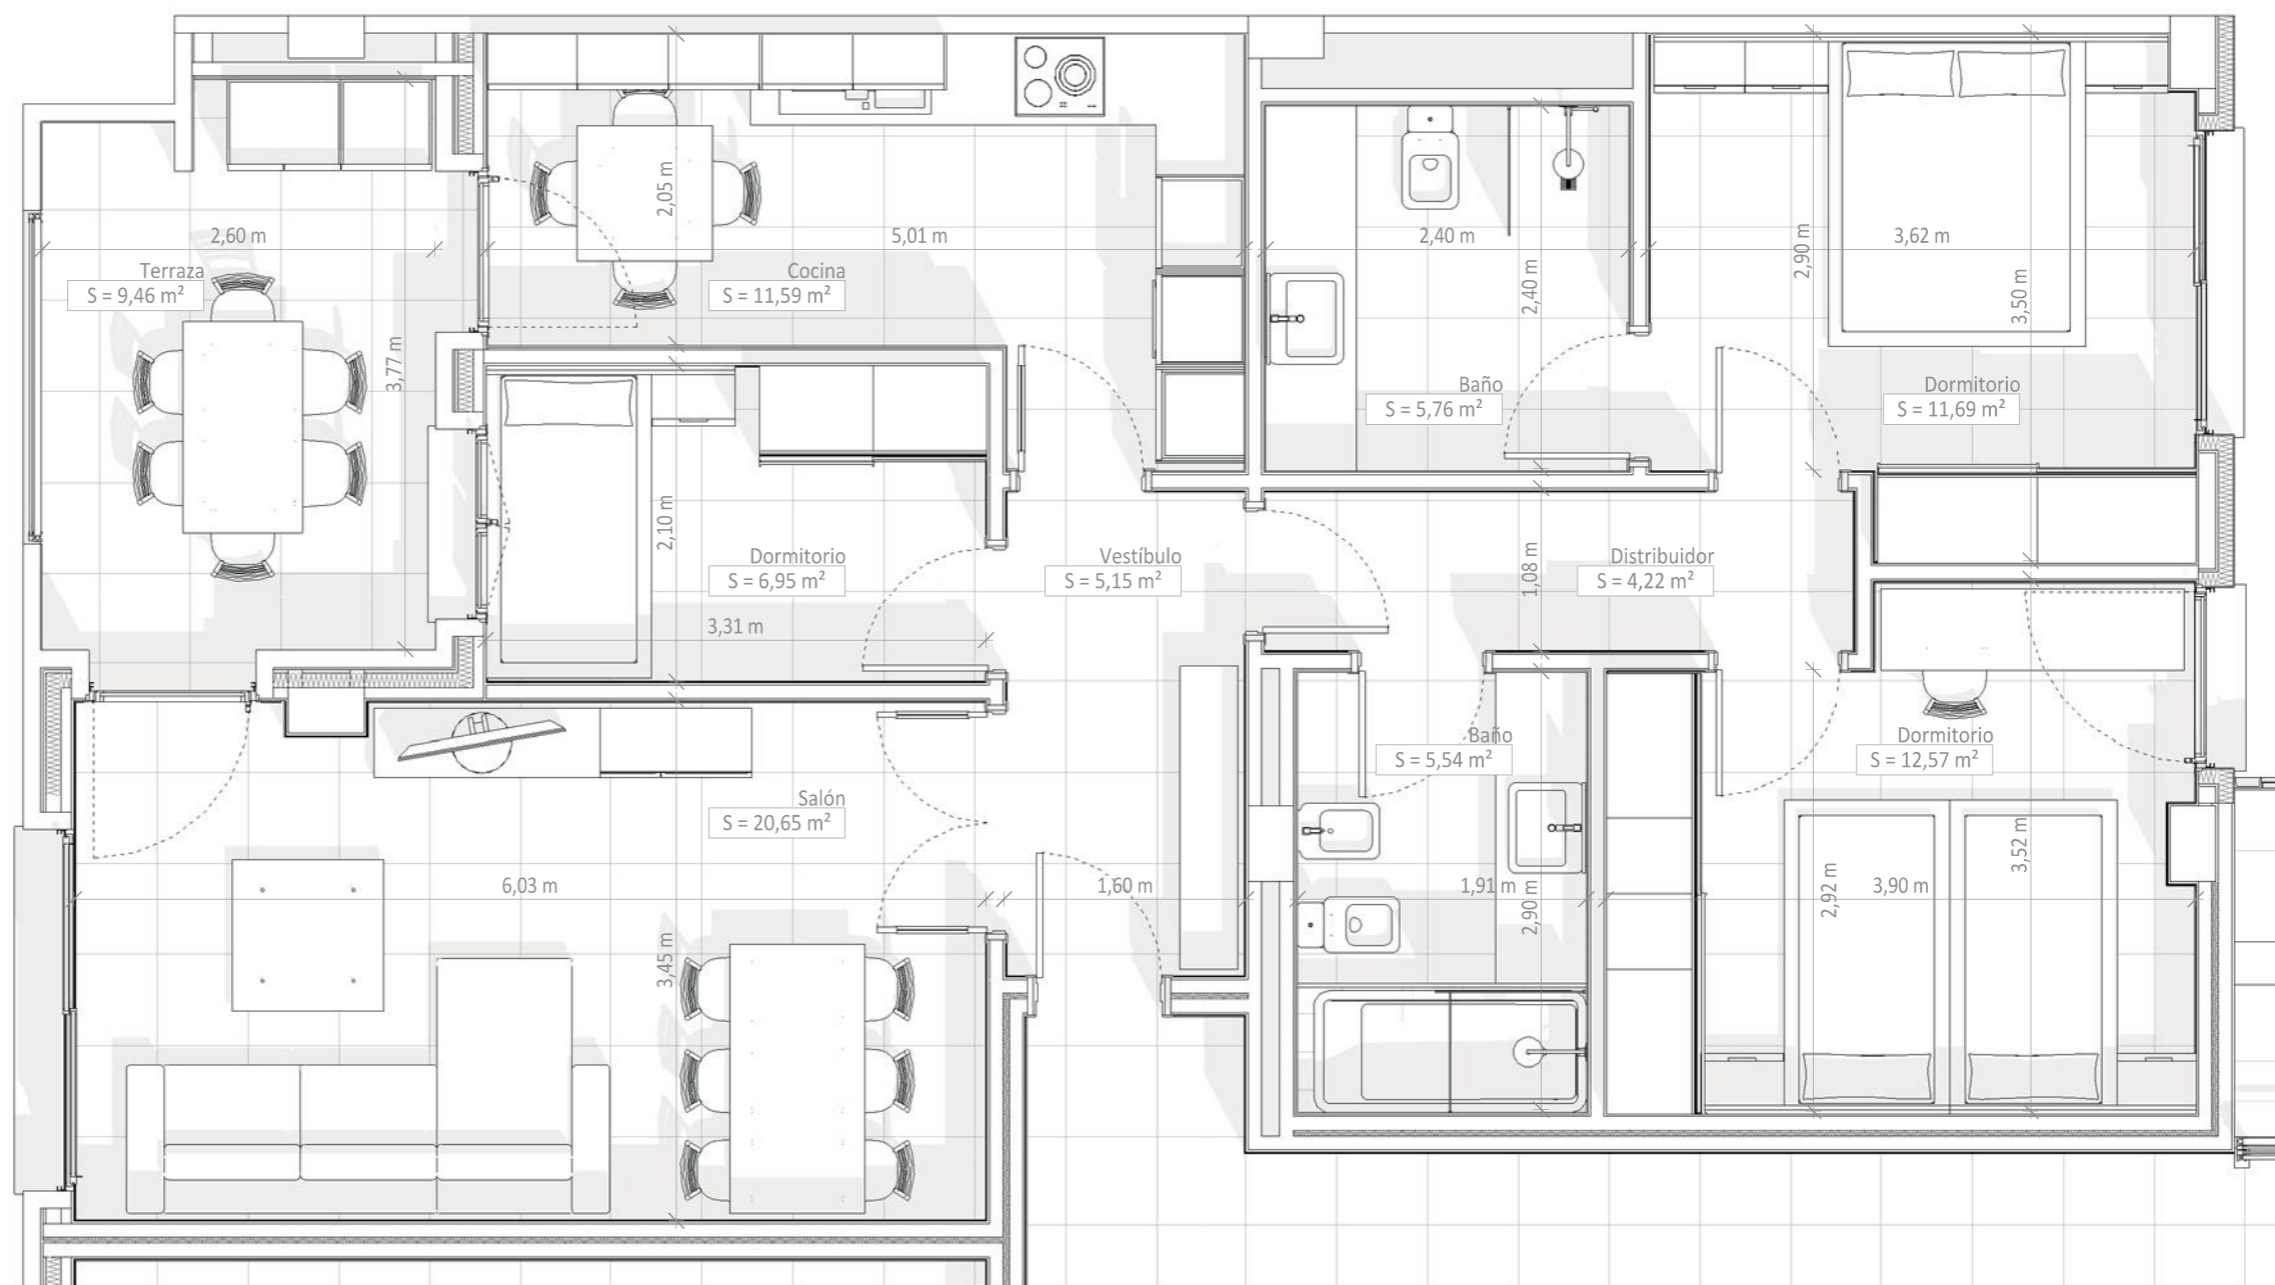 2,60 m
Terraza
S = 9,46 m²
3,77 m
2,05 m
5,01 m
Cocina
S = 11,59 m²
2,40 m
2,40 m
Baño
S = 5,76 m²
2,90 m
3,62 m
3,50 m
Dormitorio
S = 11,69 m²
2,10 m
Dormitorio
S = 6,95 m²
3,31 m
Vestíbulo
S = 5,15 m²
1,08 m
Distribuidor
S = 4,22 m²
Salón
S = 20,65 m²
6,03 m
3,45 m
1,60 m
Baño
S = 5,54 m²
1,91 m
2,90 m
Dormitorio
S = 12,57 m²
2,92 m
3,90 m
3,52 m